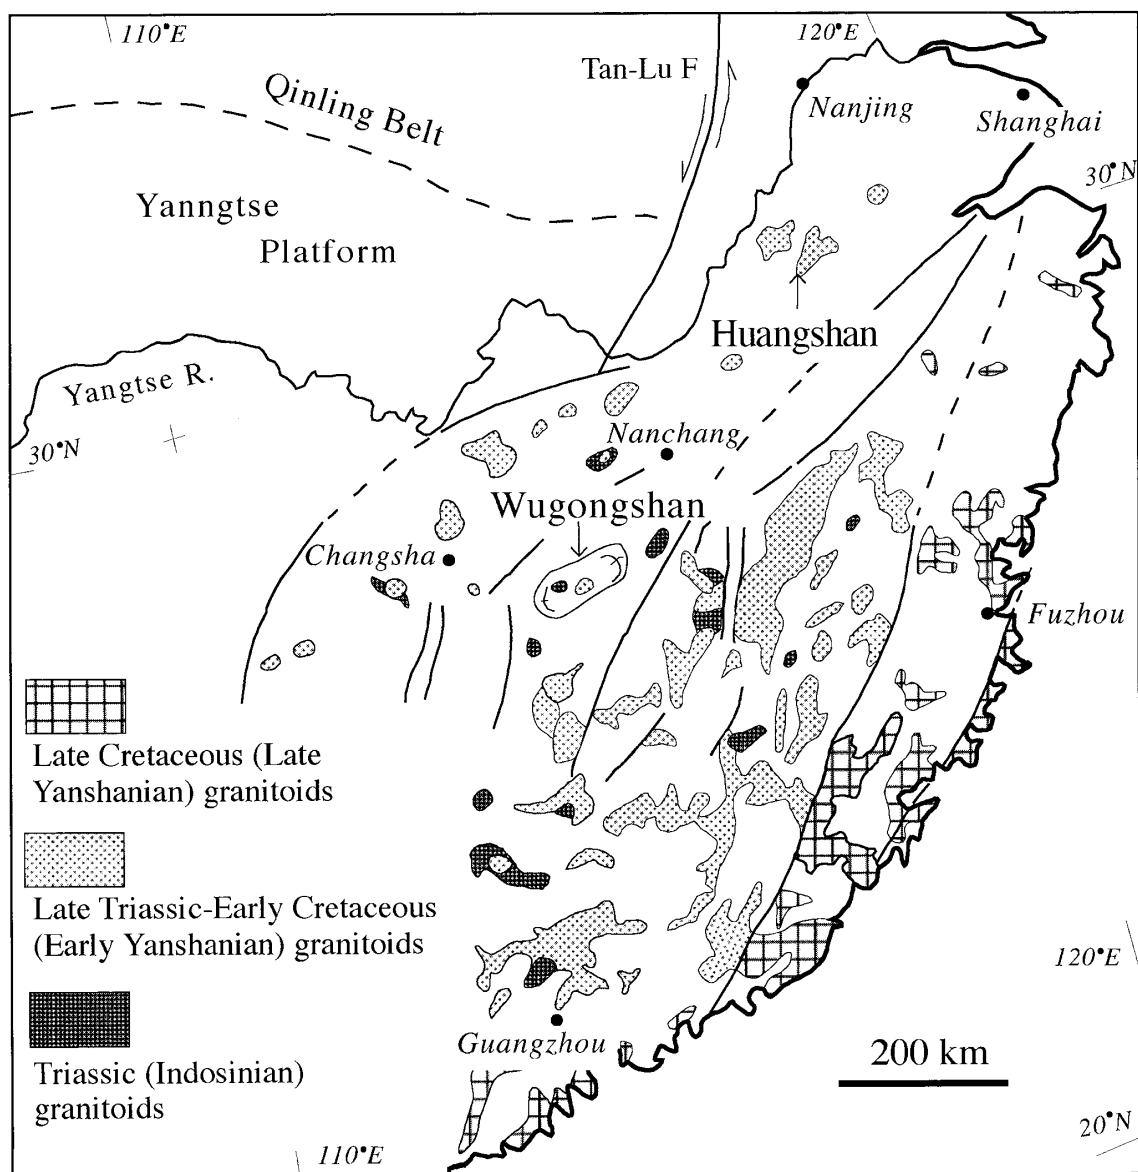 110°E
120°E
Tan-Lu F
Qinling Belt
Nanjing
Shanghai
30°N
Yanngtse
Platform
Huangshan
Yangtse R.
30°N
Nanchang
Wugongshan
Changsha
Fuzhou
Late Cretaceous (Late
Yanshanian) granitoids
Late Triassic-Early Cretaceous
(Early Yanshanian) granitoids
120°E
Guangzhou
200 km
Triassic (Indosinian)
granitoids
110°E
20°N